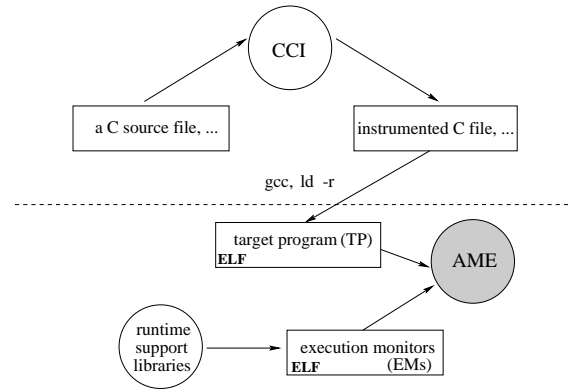 CCI
a C source file, ...
instrumented C file, ...
gcc, ld -r
target program (TP)
ELF
AME
runtime
support
libraries
execution monitors
ELF
(EMs)